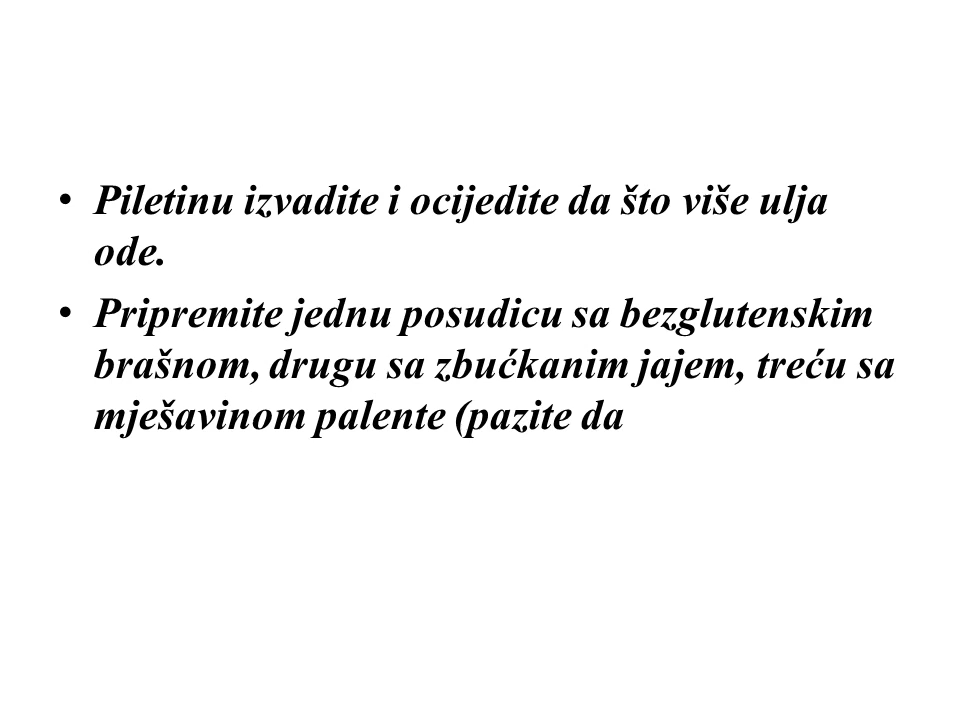 • Piletinu izvadite i ocijedite da što više ulja
ode.
• Pripremite jednu posudicu sa bezglutenskim
brašnom, drugu sa zbućkanim jajem, treću sa
mješavinom palente (pazite da